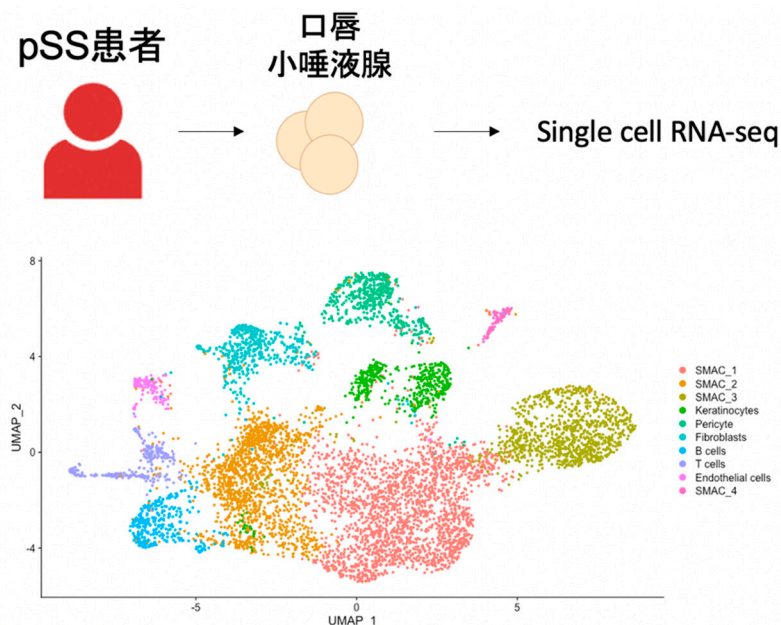 pSS患者
口唇
小唾液腺
Single cell RNA-seq
8
4
0
-4
UMAP_2
-5
0
5
UMAP_1
SMAC_1
SMAC_2
SMAC_3
Keratinocytes
Pericyte
Fibroblasts
B cells
T cells
Endothelial cells
SMAC_4